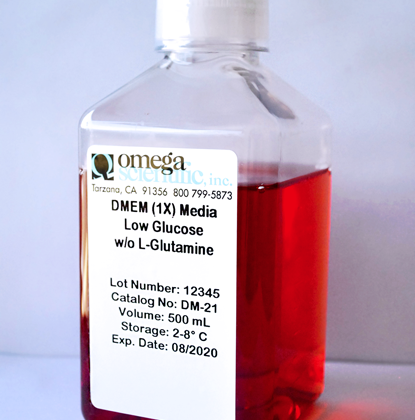 omega
scientific, inc.
Tarzana, CA 91356 800 799-5873
DMEM (1X) Media
Low Glucose
w/o L-Glutamine
Lot Number: 12345
Catalog No: DM-21
Volume: 500 mL
Storage: 2-8° C
Exp. Date: 08/2020